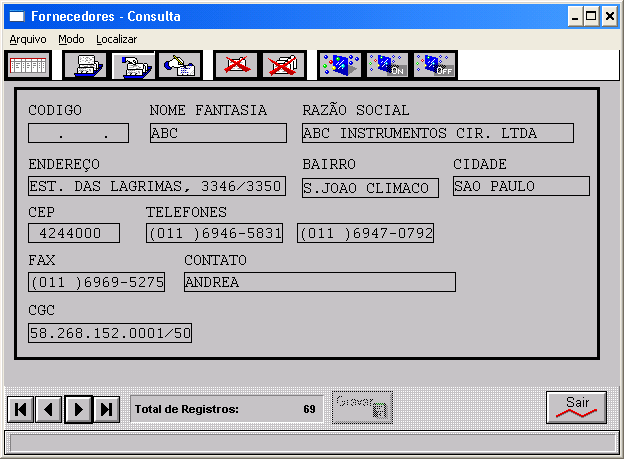 Fornecedores - Consulta
Arquivo Modo Localizar
ON OFF
CODIGO NOME FANTASIA RAZÃO SOCIAL
. . ABC ABC INSTRUMENTOS CIR. LTDA
ENDEREÇO BAIRRO CIDADE
EST. DAS LAGRIMAS, 3346/3350 S.JOAO CLIMACO SAO PAULO
CEP TELEFONES
4244000 (011 )6946-5831 (011 )6947-0792
FAX CONTATO
(011 )6969-5275 ANDREA
CGC
58.268.152.0001/50
Total de Registros: 69 Gravar Sair